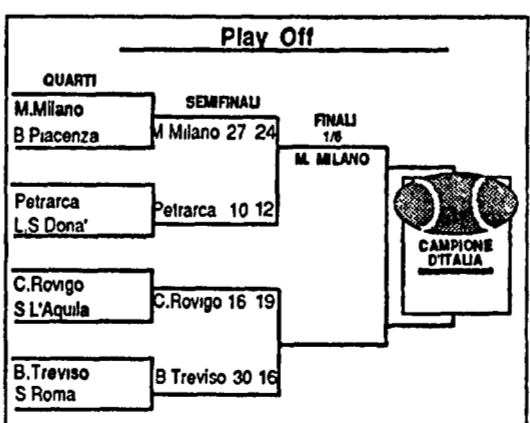 Play Off
QUARTI
SEMIFINALI
FINALI
1/6
M.Milano
B Piacenza
M Milano 27 24
M. MILANO
Petrarca
L.S Dona'
Petrarca 10 12
CAMPIONE
D'ITALIA
C.Rovigo
S L'Aquila
C.Rovigo 16 19
B.Treviso
S Roma
B Treviso 30 16